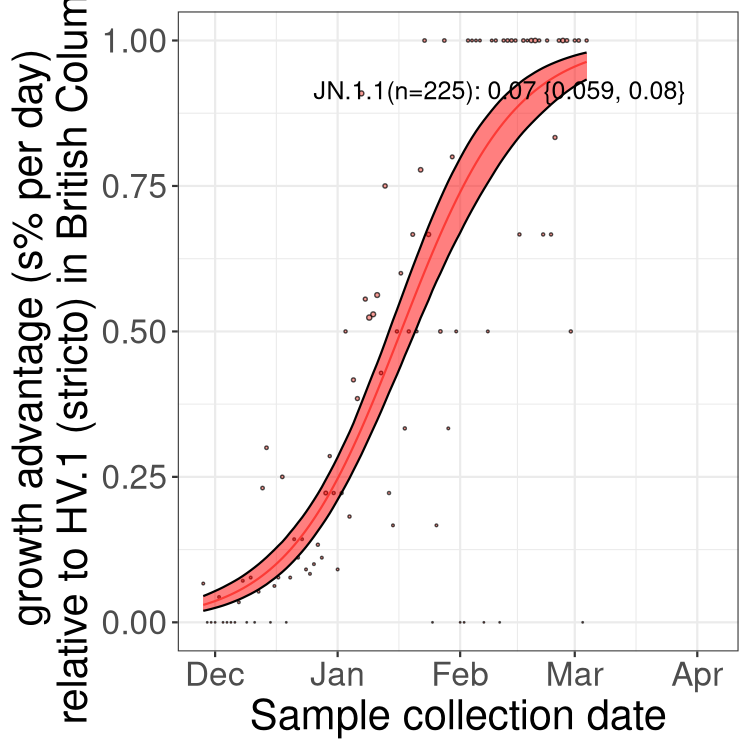 growth advantage (s% per day)
relative to HV.1 (stricto) in British Colum
1.00
0.75
0.50
0.25
0.00
JN.1.1(n=225): 0.07 {0.059, 0.08}
Dec Jan Feb Mar Apr
Sample collection date